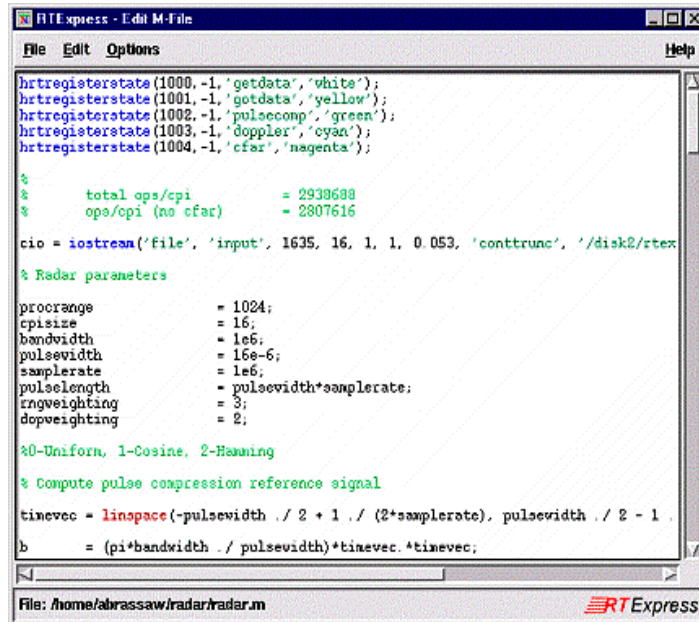 RTExpress - Edit M-File
File Edit Options Help
hrtregisterstate(1000,-1,'getdata','white');
hrtregisterstate(1001,-1,'gotdata','yellow');
hrtregisterstate(1002,-1,'pulsecomp','green');
hrtregisterstate(1003,-1,'doppler','cyan');
hrtregisterstate(1004,-1,'cfar','magenta');
%
% total ops/cpi = 2938688
% ops/cpi (no cfar) = 2807616
cio = iostream('file', 'input', 1635, 16, 1, 1, 0.053, 'conttrunc', '/disk2/rtex
% Radar parameters
procrange = 1024;
cpisize = 16;
bandwidth = 1e6;
pulsewidth = 16e-6;
samplerate = 1e6;
pulselength = pulsewidth*samplerate;
rngweighting = 3;
dopweighting = 2;
%0-Uniform, 1-Cosine, 2-Hamming
% Compute pulse compression reference signal
timevec = linspace(-pulsewidth ./ 2 + 1 ./ (2*samplerate), pulsewidth ./ 2 - 1 .
b = (pi*bandwidth ./ pulsewidth)*timevec.*timevec;
File: /home/abrassaw/radar/radar.m
RTExpress